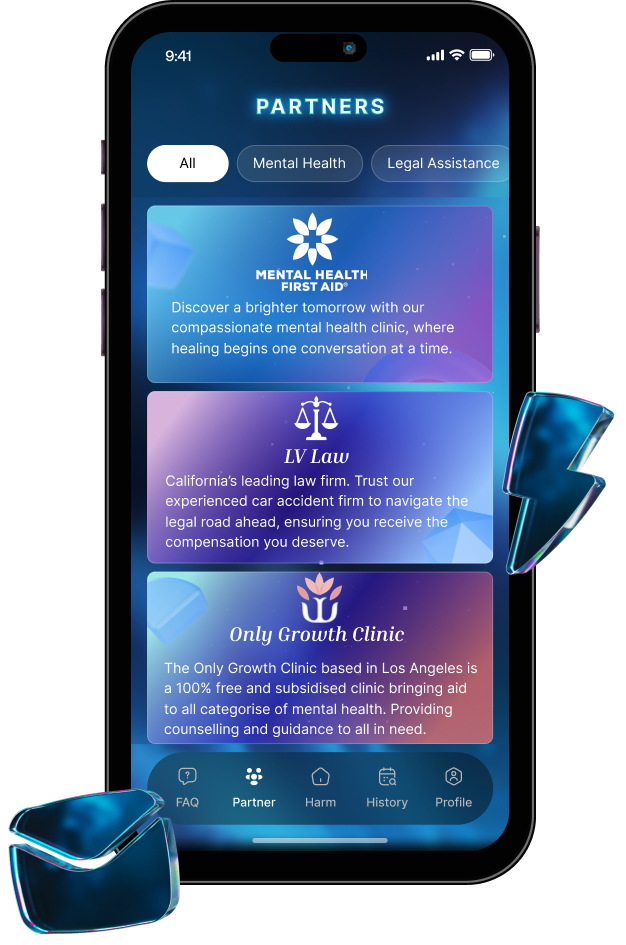 9:41
PARTNERS
All
Mental Health
Legal Assistance
MENTAL HEALTH
FIRST AID®
Discover a brighter tomorrow with our
compassionate mental health clinic, where
healing begins one conversation at a time.
LV Law
California’s leading law firm. Trust our
experienced car accident firm to navigate the
legal road ahead, ensuring you receive the
compensation you deserve.
Only Growth Clinic
The Only Growth Clinic based in Los Angeles is
a 100% free and subsidised clinic bringing aid
to all categorise of mental health. Providing
counselling and guidance to all in need.
FAQ
Partner
Harm
History
Profile